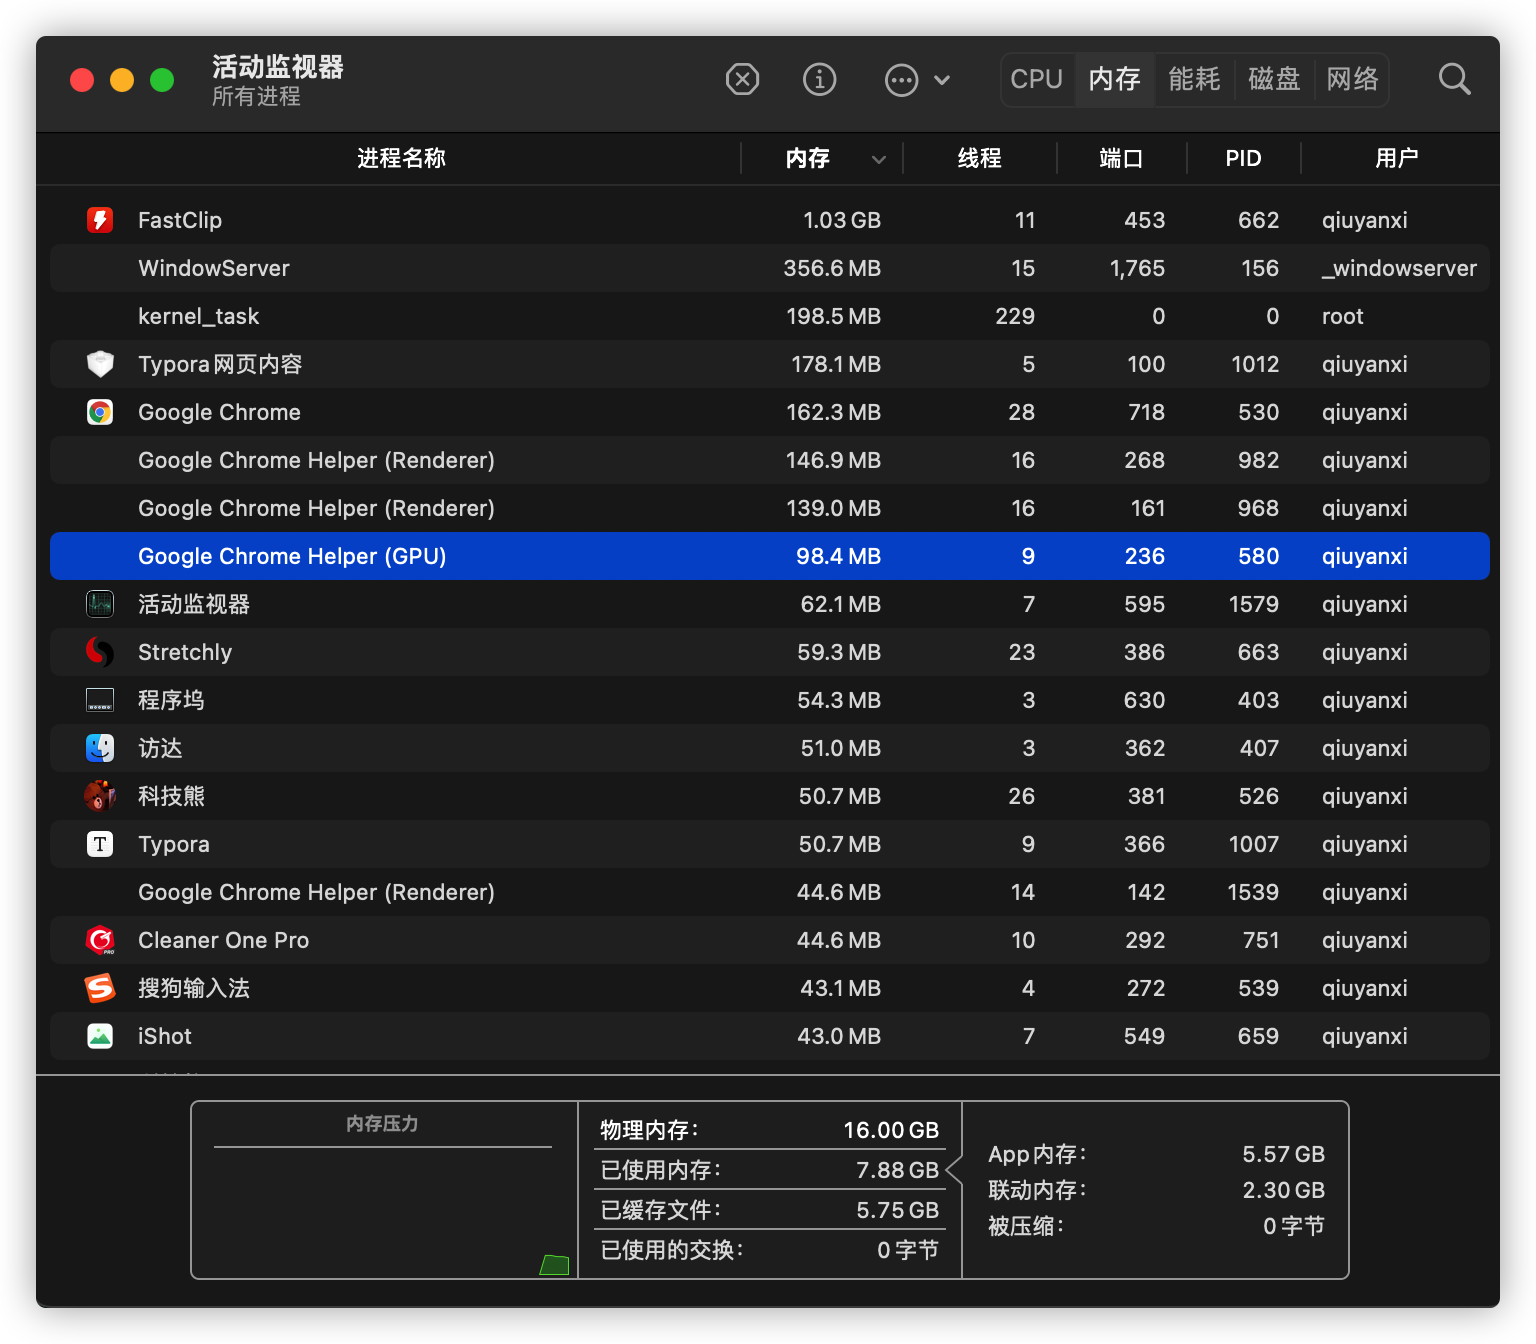 活动监视器
所有进程
CPU 内存 能耗 磁盘 网络
进程名称 内存 线程 端口 PID 用户
FastClip 1.03 GB 11 453 662 qiuyanxi
WindowServer 356.6 MB 15 1,765 156 _windowserver
kernel_task 198.5 MB 229 0 0 root
Typora网页内容 178.1 MB 5 100 1012 qiuyanxi
Google Chrome 162.3 MB 28 718 530 qiuyanxi
Google Chrome Helper (Renderer) 146.9 MB 16 268 982 qiuyanxi
Google Chrome Helper (Renderer) 139.0 MB 16 161 968 qiuyanxi
Google Chrome Helper (GPU) 98.4 MB 9 236 580 qiuyanxi
活动监视器 62.1 MB 7 595 1579 qiuyanxi
Stretchly 59.3 MB 23 386 663 qiuyanxi
程序坞 54.3 MB 3 630 403 qiuyanxi
访达 51.0 MB 3 362 407 qiuyanxi
科技熊 50.7 MB 26 381 526 qiuyanxi
Typora 50.7 MB 9 366 1007 qiuyanxi
Google Chrome Helper (Renderer) 44.6 MB 14 142 1539 qiuyanxi
Cleaner One Pro 44.6 MB 10 292 751 qiuyanxi
搜狗输入法 43.1 MB 4 272 539 qiuyanxi
iShot 43.0 MB 7 549 659 qiuyanxi
内存压力
物理内存： 16.00 GB
已使用内存： 7.88 GB
已缓存文件： 5.75 GB
已使用的交换： 0 字节
App内存： 5.57 GB
联动内存： 2.30 GB
被压缩： 0 字节